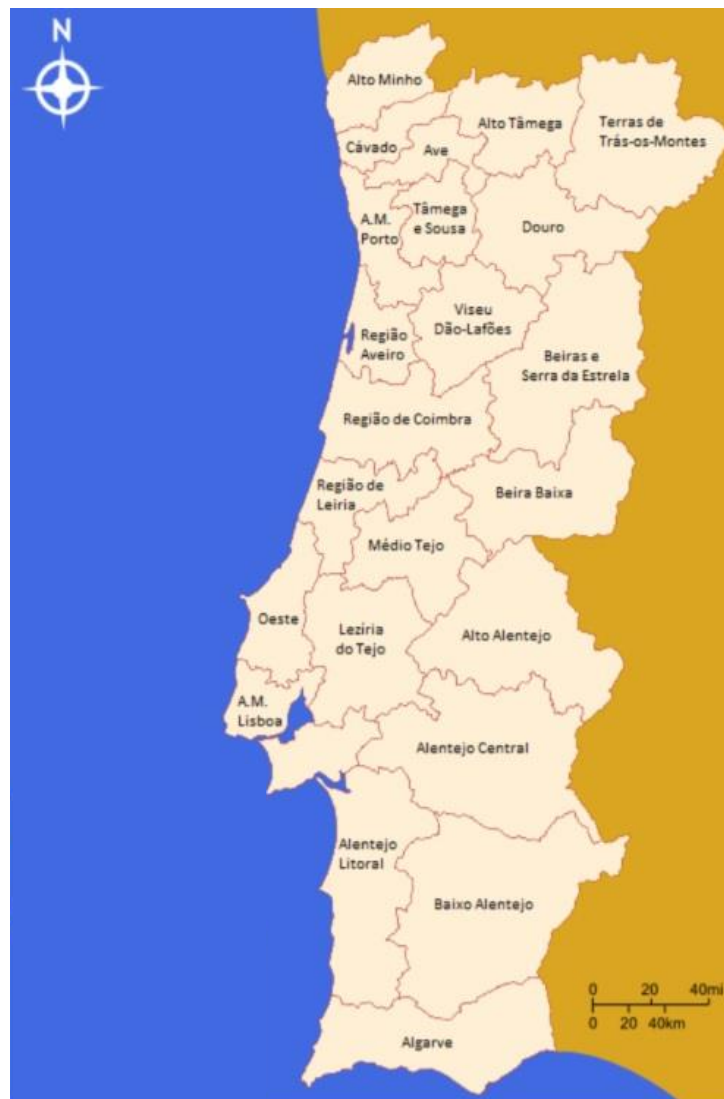 N
Alto Minho
Alto Tâmega
Terras de
Trás-os-Montes
Cávado
Ave
A.M.
Porto
Tâmega
e Sousa
Douro
Viseu
Dão-Lafões
Região
Aveiro
Beiras e
Serra da Estrela
Região de Coimbra
Região de
Leiria
Beira Baixa
Médio Tejo
Oeste
Lezíria
do Tejo
Alto Alentejo
A.M.
Lisboa
Alentejo Central
Alentejo
Litoral
Baixo Alentejo
0 20 40mi
0 20 40km
Algarve